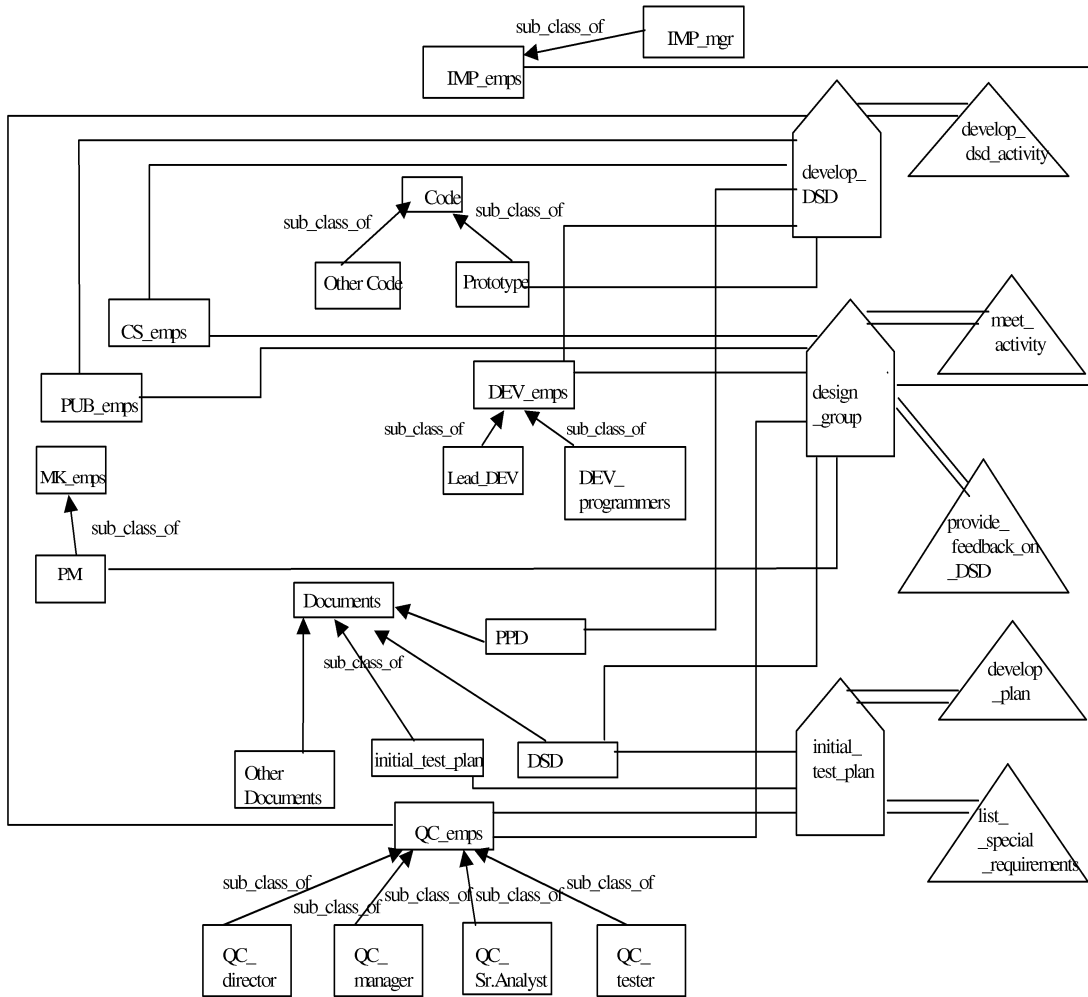 sub_class_of
IMP_mgr
IMP_emps
develop_
dsd_activity
develop_
DSD
Code
sub_class_of
sub_class_of
Other Code
Prototype
CS_emps
meet_
activity
PUB_emps
DEV_emps
design
_group
sub_class_of
sub_class_of
MK_emps
Lead_DEV
DEV_
programmers
sub_class_of
provide_
feedback_on
_DSD
PM
Documents
PPD
sub_class_of
develop
_plan
initial_test_plan
DSD
initial_
test_plan
Other
Documents
list_
_special
_requirements
QC_emps
sub_class_of
sub_class_of
sub_class_of
sub_class_of
sub_class_of
QC_
director
QC_
manager
QC_
Sr.Analyst
QC_
tester